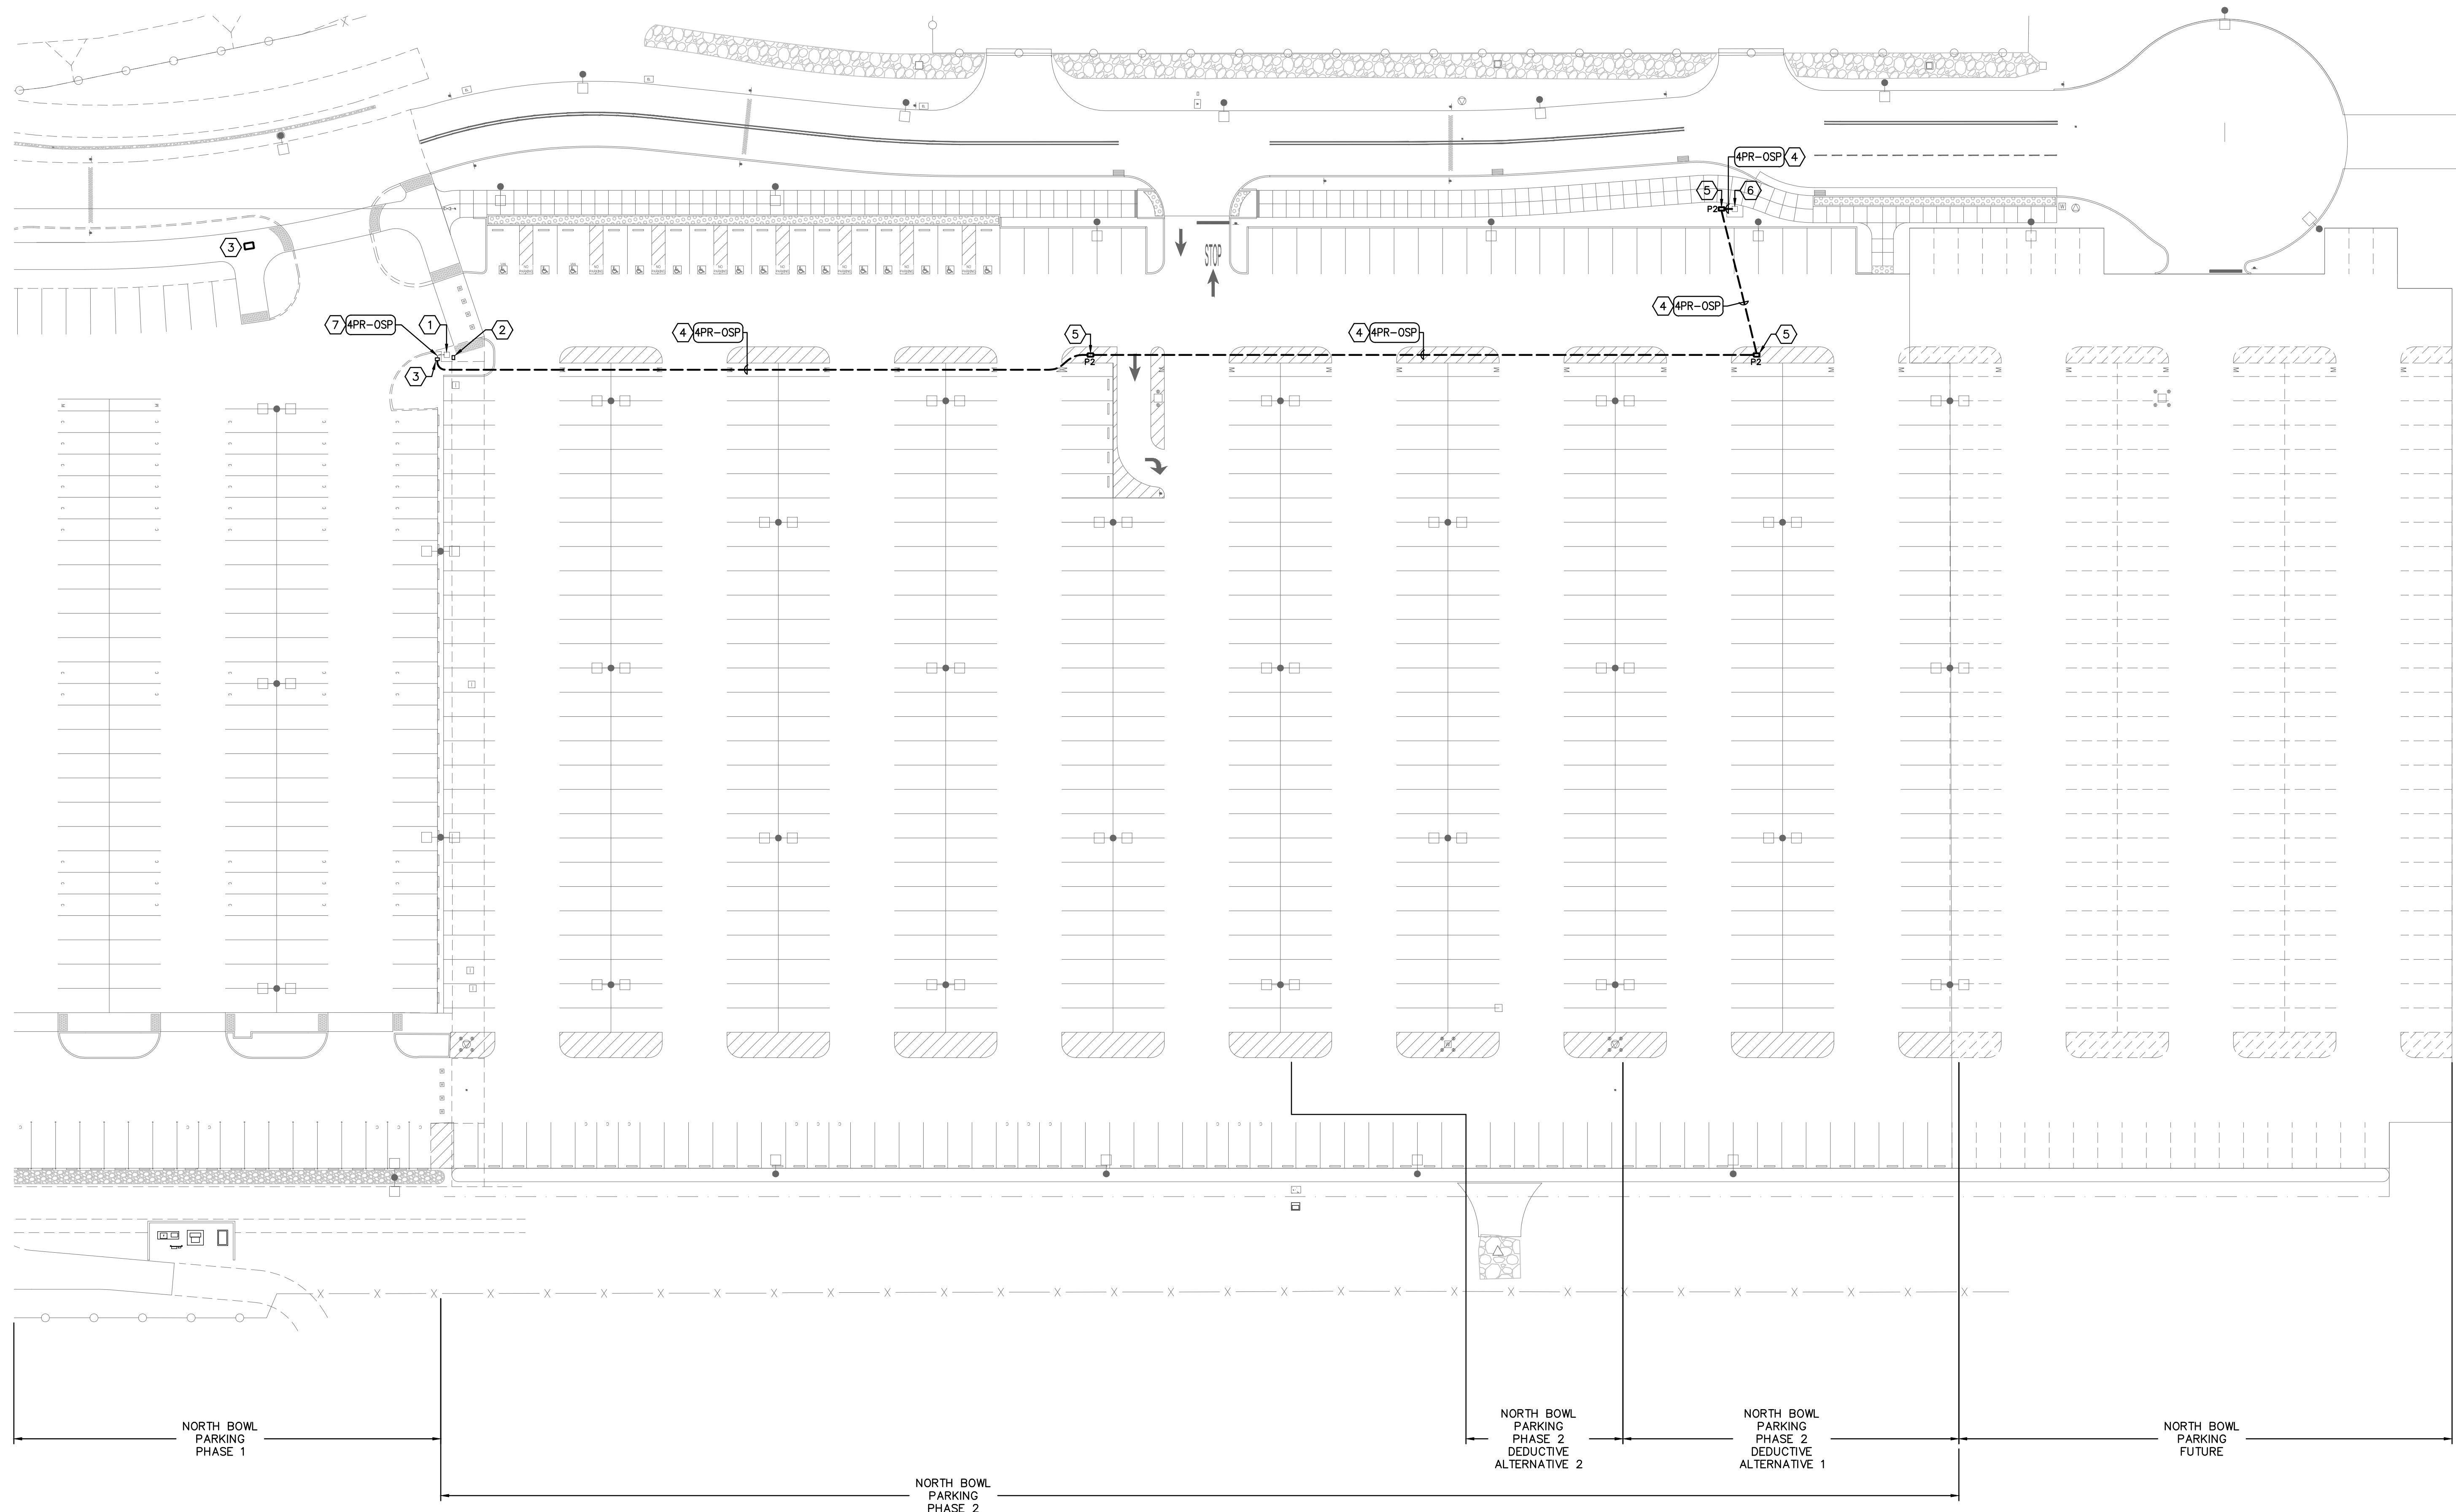 4PR-OSP 4
5 6
P2
3
STOP
4 4PR-OSP
7 4PR-OSP 1 2
4 4PR-OSP
5
4 4PR-OSP
5
P2
P2
3
NORTH BOWL
PARKING
PHASE 1
NORTH BOWL
PARKING
PHASE 2
DEDUCTIVE
ALTERNATIVE 2
NORTH BOWL
PARKING
PHASE 2
DEDUCTIVE
ALTERNATIVE 1
NORTH BOWL
PARKING
FUTURE
NORTH BOWL
PARKING
PHASE 2